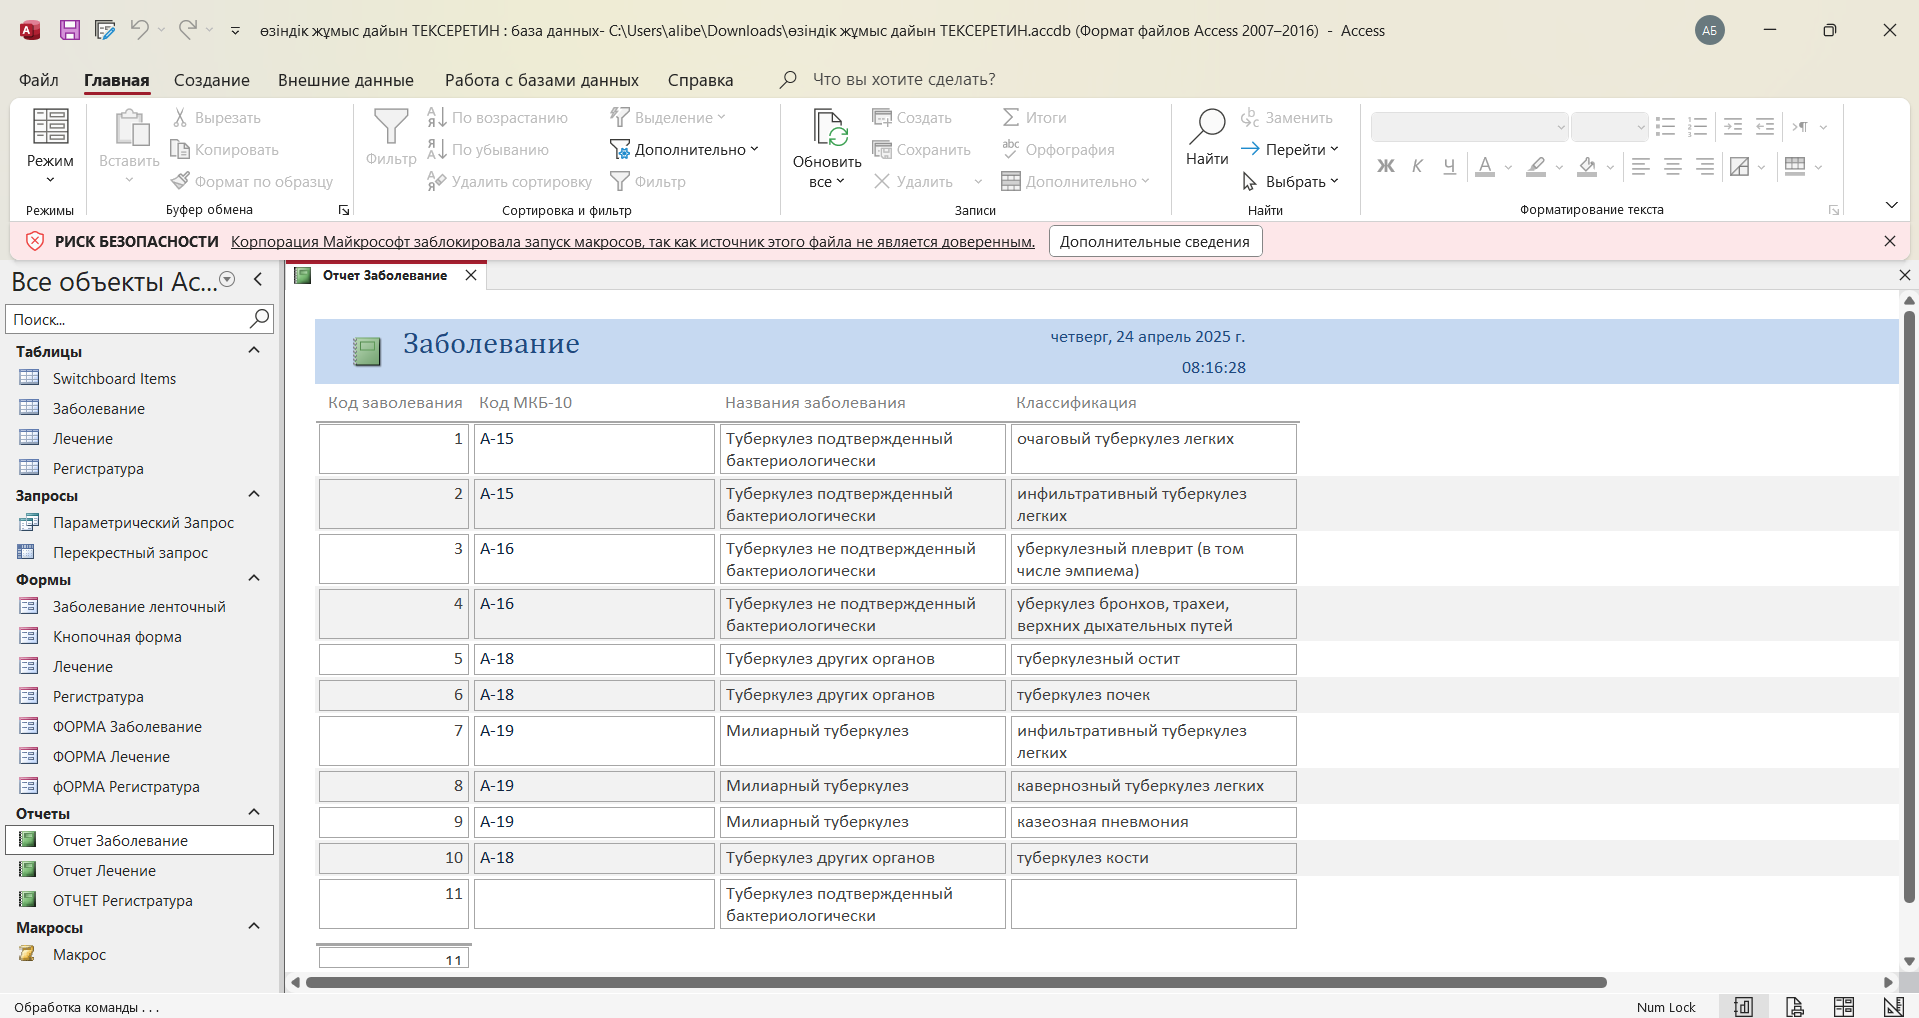 өзіндік жұмыс дайын ТЕКСЕРЕТИН : база данных- C:\Users\alibe\Downloads\өзіндік жұмыс дайын ТЕКСЕРЕТИН.accdb (Формат файлов Access 2007–2016) - Access
АБ
Файл Главная Создание Внешние данные Работа с базами данных Справка Что вы хотите сделать?
Режим
Режимы
Вставить
Вырезать
Копировать
Формат по образцу
Буфер обмена
Фильтр
По возрастанию
По убыванию
Удалить сортировку
Выделение
Дополнительно
Фильтр
Сортировка и фильтр
Обновить
все
Создать
Сохранить
Удалить
Итоги
Орфография
Дополнительно
Записи
Найти
Заменить
Перейти
Выбрать
Найти
Ж К Ч А
Форматирование текста
РИСК БЕЗОПАСНОСТИ Корпорация Майкрософт заблокировала запуск макросов, так как источник этого файла не является доверенным. Дополнительные сведения
Все объекты Ac...
Поиск...
Таблицы
Switchboard Items
Заболевание
Лечение
Регистратура
Запросы
Параметрический Запрос
Перекрестный запрос
Формы
Заболевание ленточный
Кнопочная форма
Лечение
Регистратура
ФОРМА Заболевание
ФОРМА Лечение
фОРМА Регистратура
Отчеты
Отчет Заболевание
Отчет Лечение
ОТЧЕТ Регистратура
Макросы
Макрос
Отчет Заболевание
Заболевание
четверг, 24 апрель 2025 г.
08:16:28
Код заволевания Код МКБ-10 Названия заболевания Классификация
1 А-15 Туберкулез подтвержденный бактериологически очаговый туберкулез легких
2 А-15 Туберкулез подтвержденный бактериологически инфильтративный туберкулез легких
3 А-16 Туберкулез не подтвержденный бактериологически уберкулезный плеврит (в том числе эмпиема)
4 А-16 Туберкулез не подтвержденный бактериологически уберкулез бронхов, трахеи, верхних дыхательных путей
5 А-18 Туберкулез других органов туберкулезный остит
6 А-18 Туберкулез других органов туберкулез почек
7 А-19 Милиарный туберкулез инфильтративный туберкулез легких
8 А-19 Милиарный туберкулез кавернозный туберкулез легких
9 А-19 Милиарный туберкулез казеозная пневмония
10 А-18 Туберкулез других органов туберкулез кости
11 Туберкулез подтвержденный бактериологически
11
Обработка команды . . .
Num Lock